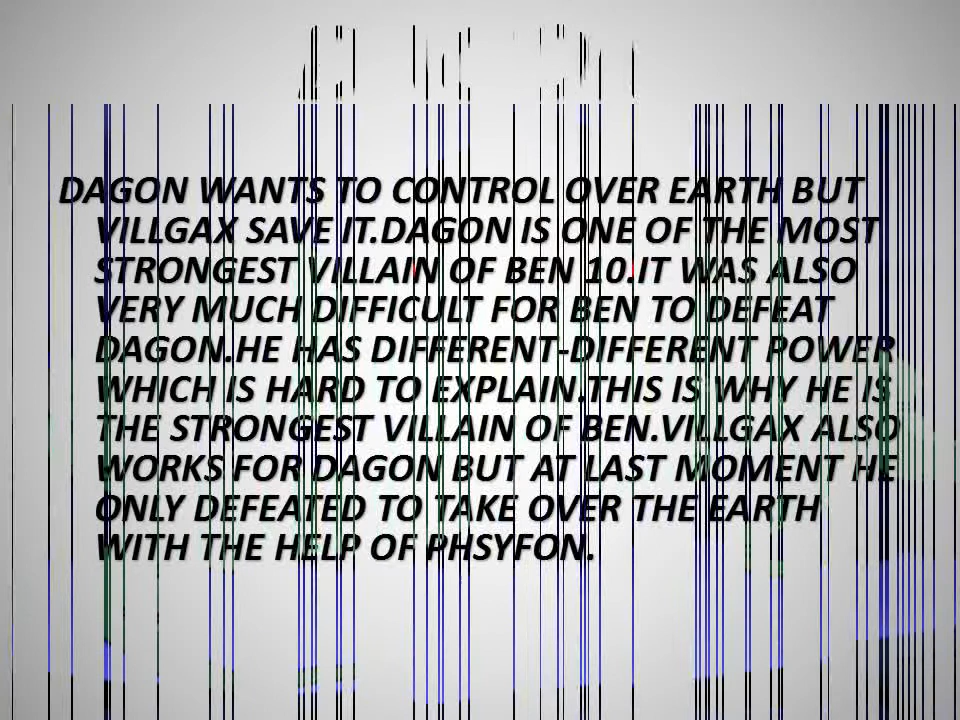 DAGON WANTS TO CONTROL OVER EARTH BUT
VILLGAX SAVE IT.DAGON IS ONE OF THE MOST
STRONGEST VILLAIN OF BEN 10.IT WAS ALSO
VERY MUCH DIFFICULT FOR BEN TO DEFEAT
DAGON.HE HAS DIFFERENT-DIFFERENT POWER
WHICH IS HARD TO EXPLAIN.THIS IS WHY HE IS
THE STRONGEST VILLAIN OF BEN.VILLGAX ALSO
WORKS FOR DAGON BUT AT LAST MOMENT HE
ONLY DEFEATED TO TAKE OVER THE EARTH
WITH THE HELP OF PHSYFON.